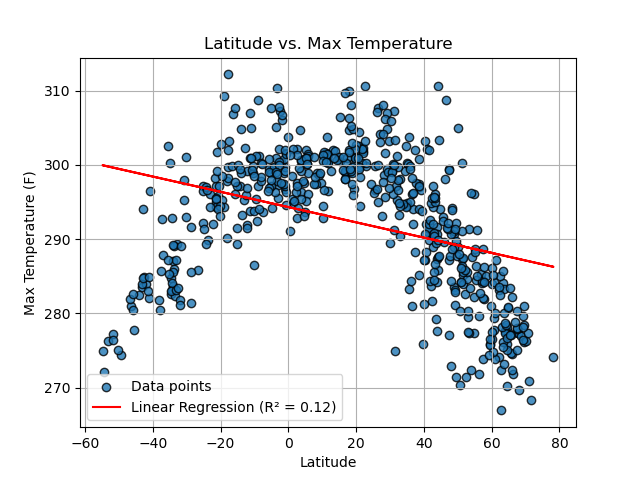 Latitude vs. Max Temperature
Max Temperature (F)
310
300
290
280
270
Data points
Linear Regression (R² = 0.12)
−60 −40 −20 0 20 40 60 80
Latitude